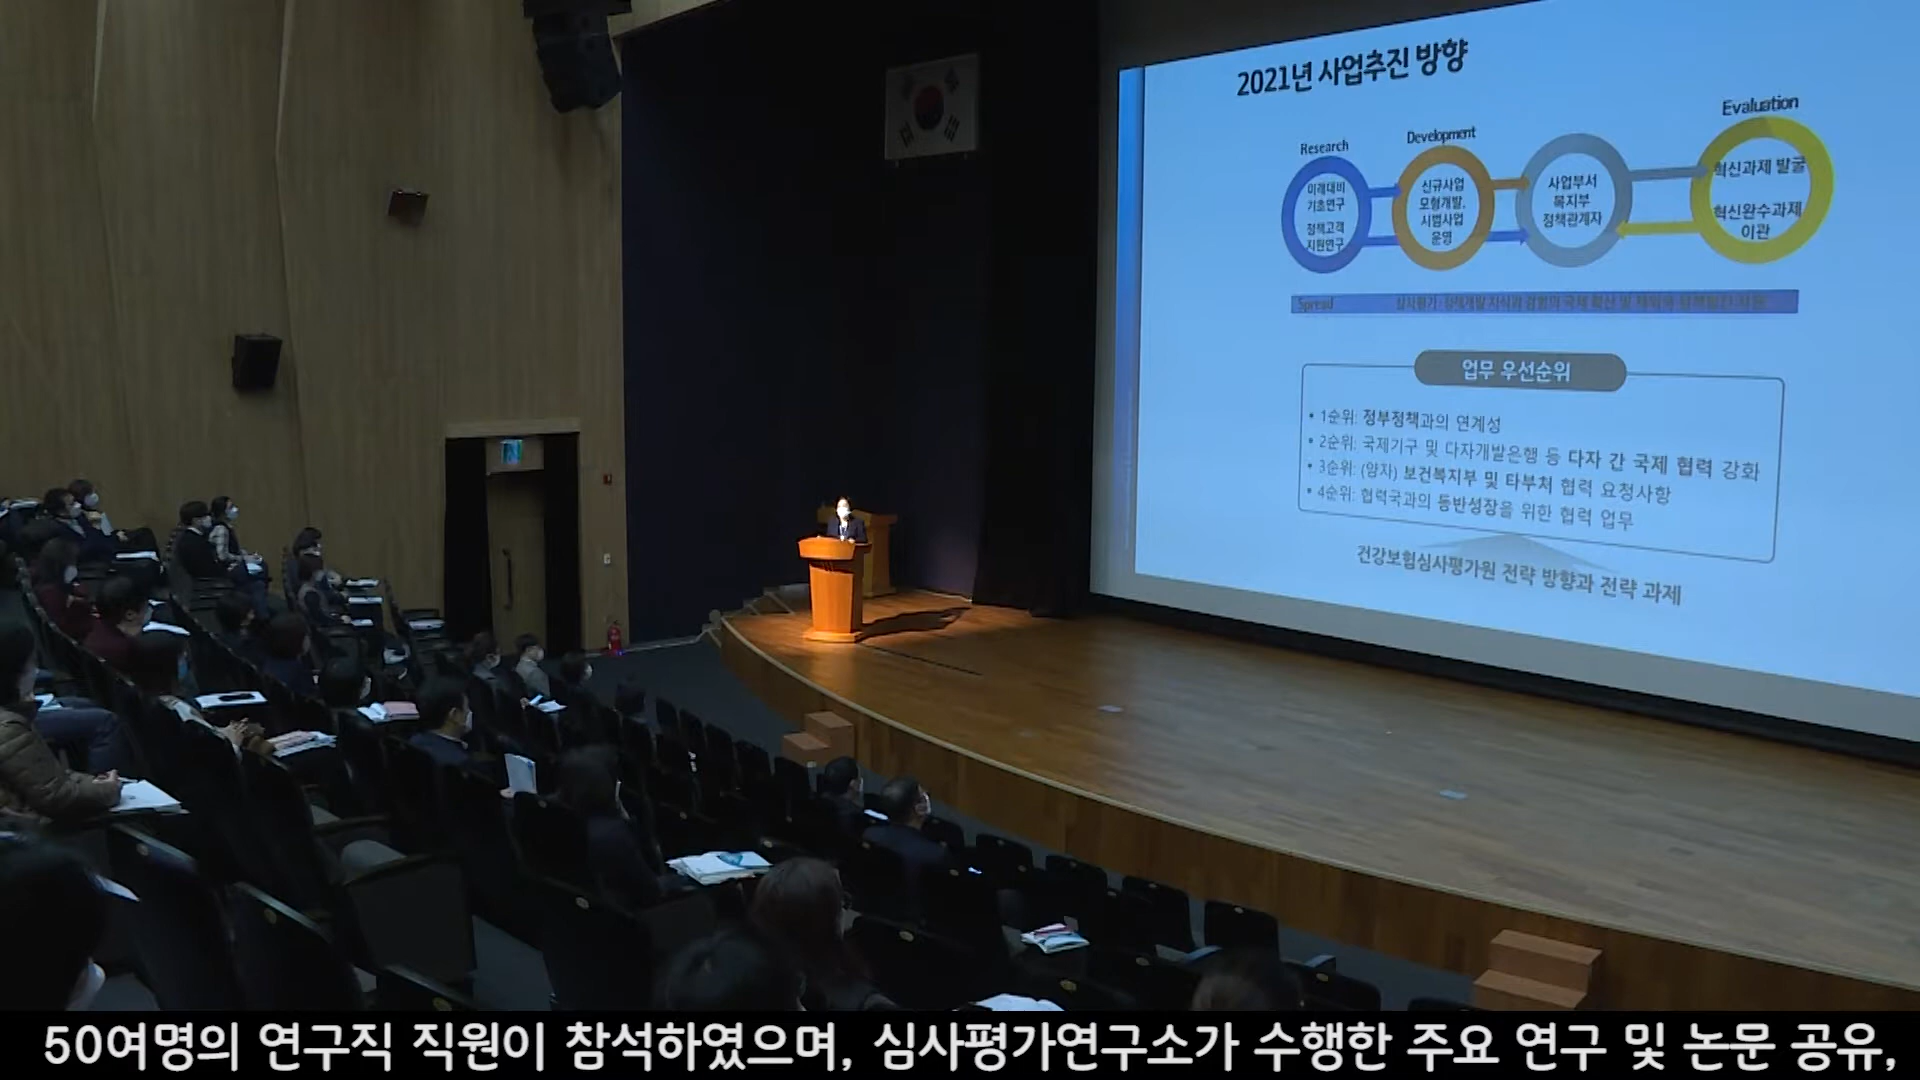 2021년 사업추진 방향
Research
Development
Evaluation
미래대비
기초연구
정책고객
지원연구
신규사업
모형개발,
시범사업
운영
사업부서
복지부
정책관계자
혁신과제 발굴
혁신완수과제
이관
Spread
업무 우선순위
• 1순위: 정부정책과의 연계성
• 2순위: 국제기구 및 다자개발은행 등 다자 간 국제 협력 강화
• 3순위: (양자) 보건복지부 및 타부처 협력 요청사항
• 4순위: 협력국과의 동반성장을 위한 협력 업무
건강보험심사평가원 전략 방향과 전략 과제
50여명의 연구직 직원이 참석하였으며, 심사평가연구소가 수행한 주요 연구 및 논문 공유,